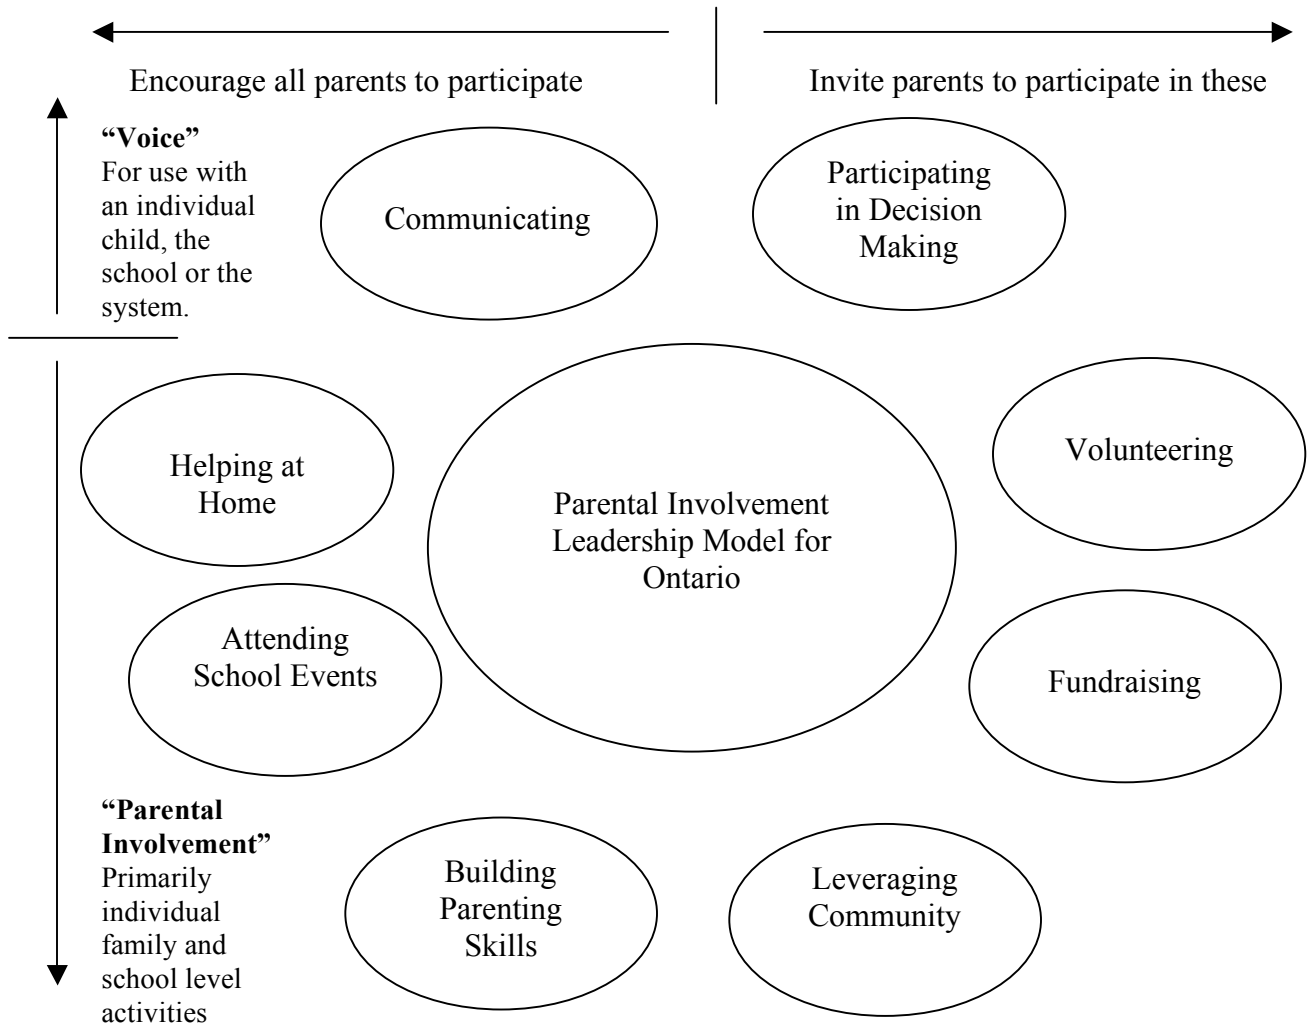 Encourage all parents to participate
Invite parents to participate in these
“Voice”
For use with
an individual
child, the
school or the
system.
Communicating
Participating
in Decision
Making
Helping at
Home
Parental Involvement
Leadership Model for
Ontario
Volunteering
Attending
School Events
Fundraising
“Parental
Involvement”
Primarily
individual
family and
school level
activities
Building
Parenting
Skills
Leveraging
Community